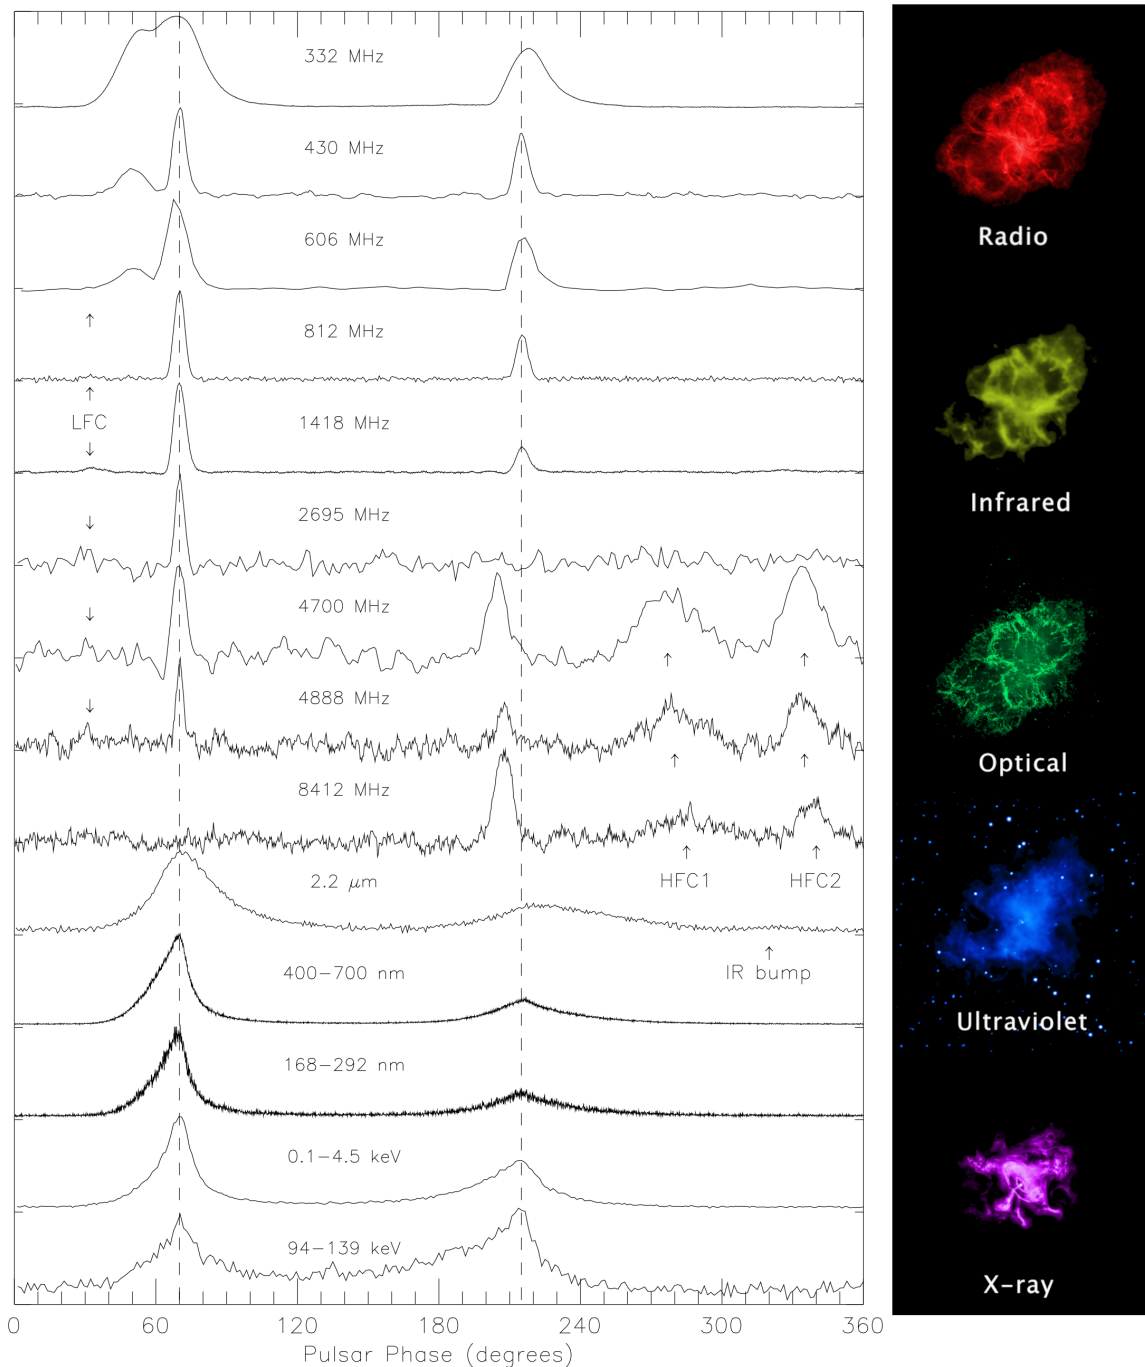 332 MHz
430 MHz
606 MHz
812 MHz
LFC
1418 MHz
2695 MHz
4700 MHz
4888 MHz
8412 MHz
HFC1 HFC2
2.2 μm
IR bump
400-700 nm
168-292 nm
0.1-4.5 keV
94-139 keV
0 60 120 180 240 300 360
Pulsar Phase (degrees)
Radio
Infrared
Optical
Ultraviolet
X-ray